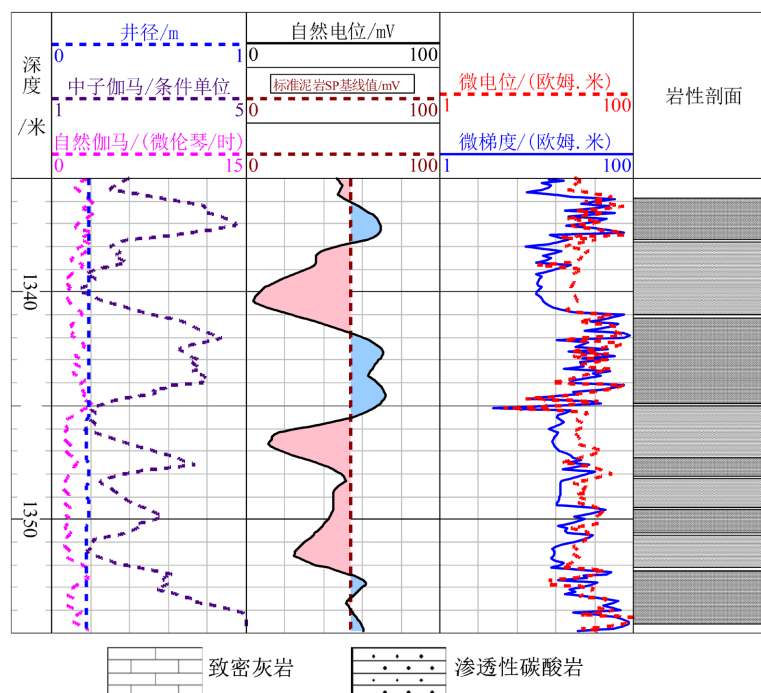 深度/米
井径/m
0 1
中子伽马/条件单位
1 5
自然伽马/(微伦琴/时)
0 15
自然电位/mV
0 100
标准泥岩SP基线值/mV
0 100
0 100
微电位/(欧姆.米)
1 100
微梯度/(欧姆.米)
1 100
岩性剖面
1340
1350
致密灰岩
渗透性碳酸岩